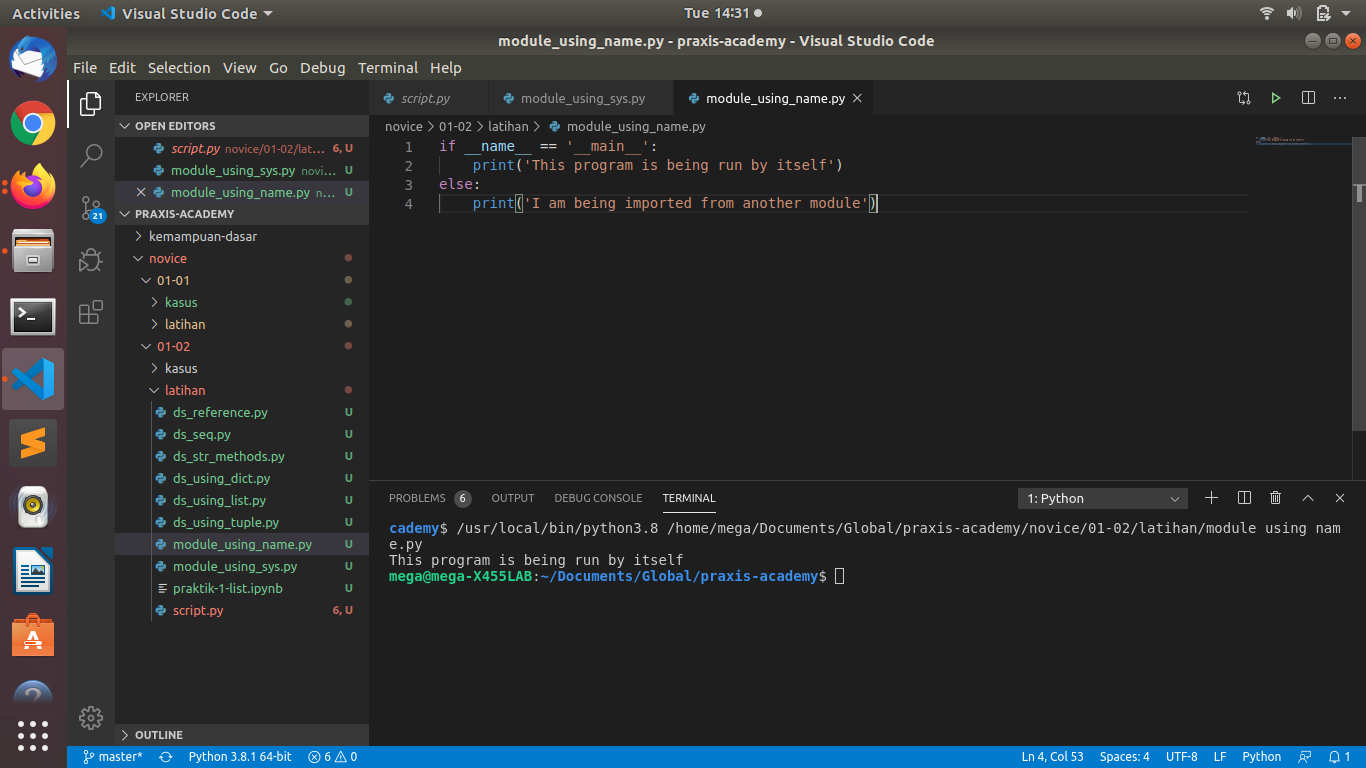 Activities Visual Studio Code Tue 14:31
module_using_name.py - praxis-academy - Visual Studio Code
File Edit Selection View Go Debug Terminal Help
EXPLORER
OPEN EDITORS
script.py novice/01-02/lat... 6, U
module_using_sys.py novi... U
module_using_name.py n... U
PRAXIS-ACADEMY
kemampuan-dasar
novice
01-01
kasus
latihan
01-02
kasus
latihan
ds_reference.py U
ds_seq.py U
ds_str_methods.py U
ds_using_dict.py U
ds_using_list.py U
ds_using_tuple.py U
module_using_name.py U
module_using_sys.py U
praktik-1-list.ipynb U
script.py 6, U
OUTLINE
21
script.py module_using_sys.py module_using_name.py
novice > 01-02 > latihan > module_using_name.py
1 if __name__ == '__main__':
2 print('This program is being run by itself')
3 else:
4 print('I am being imported from another module')
PROBLEMS 6 OUTPUT DEBUG CONSOLE TERMINAL 1: Python
cademy$ /usr/local/bin/python3.8 /home/mega/Documents/Global/praxis-academy/novice/01-02/latihan/module using nam
e.py
This program is being run by itself
mega@mega-X455LAB:~/Documents/Global/praxis-academy$
master* Python 3.8.1 64-bit 6 0 Ln 4, Col 53 Spaces: 4 UTF-8 LF Python 1